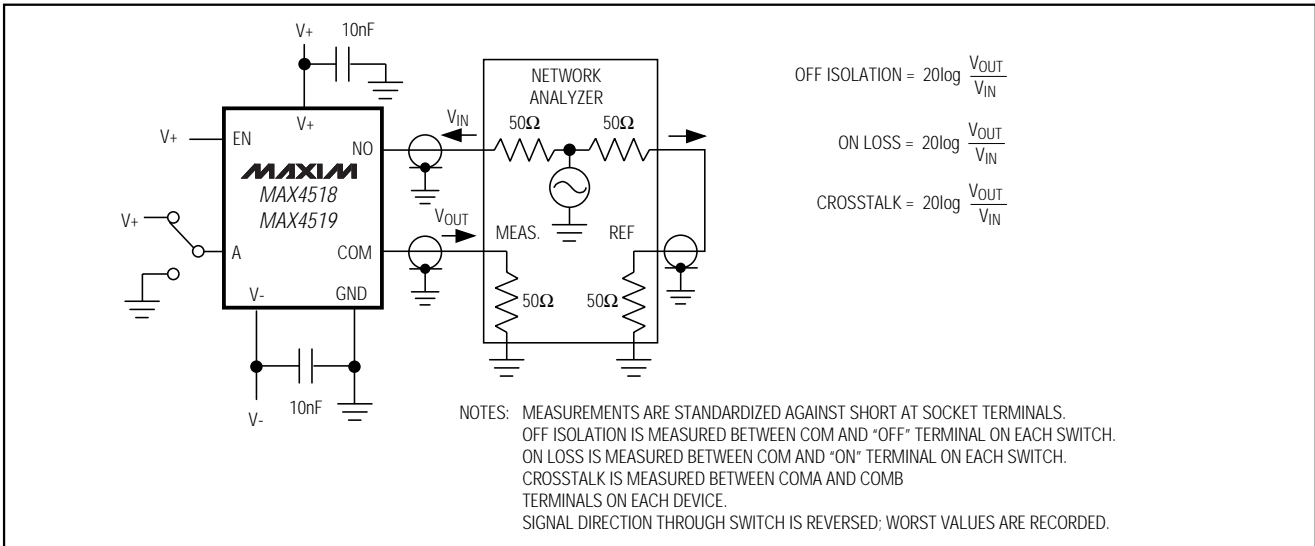 V+
10nF
V+
V+
EN
NO
MAXIM
MAX4518
MAX4519
V+
A
COM
V-
GND
10nF
V-
VIN
VOUT
NETWORK
ANALYZER
50Ω
50Ω
MEAS.
REF
50Ω
50Ω
OFF ISOLATION = 20log VOUT
VIN
ON LOSS = 20log VOUT
VIN
CROSSTALK = 20log VOUT
VIN
NOTES: MEASUREMENTS ARE STANDARDIZED AGAINST SHORT AT SOCKET TERMINALS.
OFF ISOLATION IS MEASURED BETWEEN COM AND "OFF" TERMINAL ON EACH SWITCH.
ON LOSS IS MEASURED BETWEEN COM AND "ON" TERMINAL ON EACH SWITCH.
CROSSTALK IS MEASURED BETWEEN COMA AND COMB
TERMINALS ON EACH DEVICE.
SIGNAL DIRECTION THROUGH SWITCH IS REVERSED; WORST VALUES ARE RECORDED.